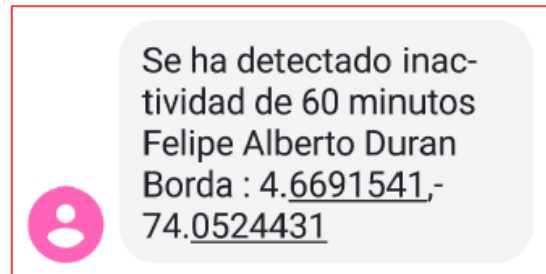 Se ha detectado inac-
tividad de 60 minutos
Felipe Alberto Duran
Borda : 4.6691541,-
74.0524431